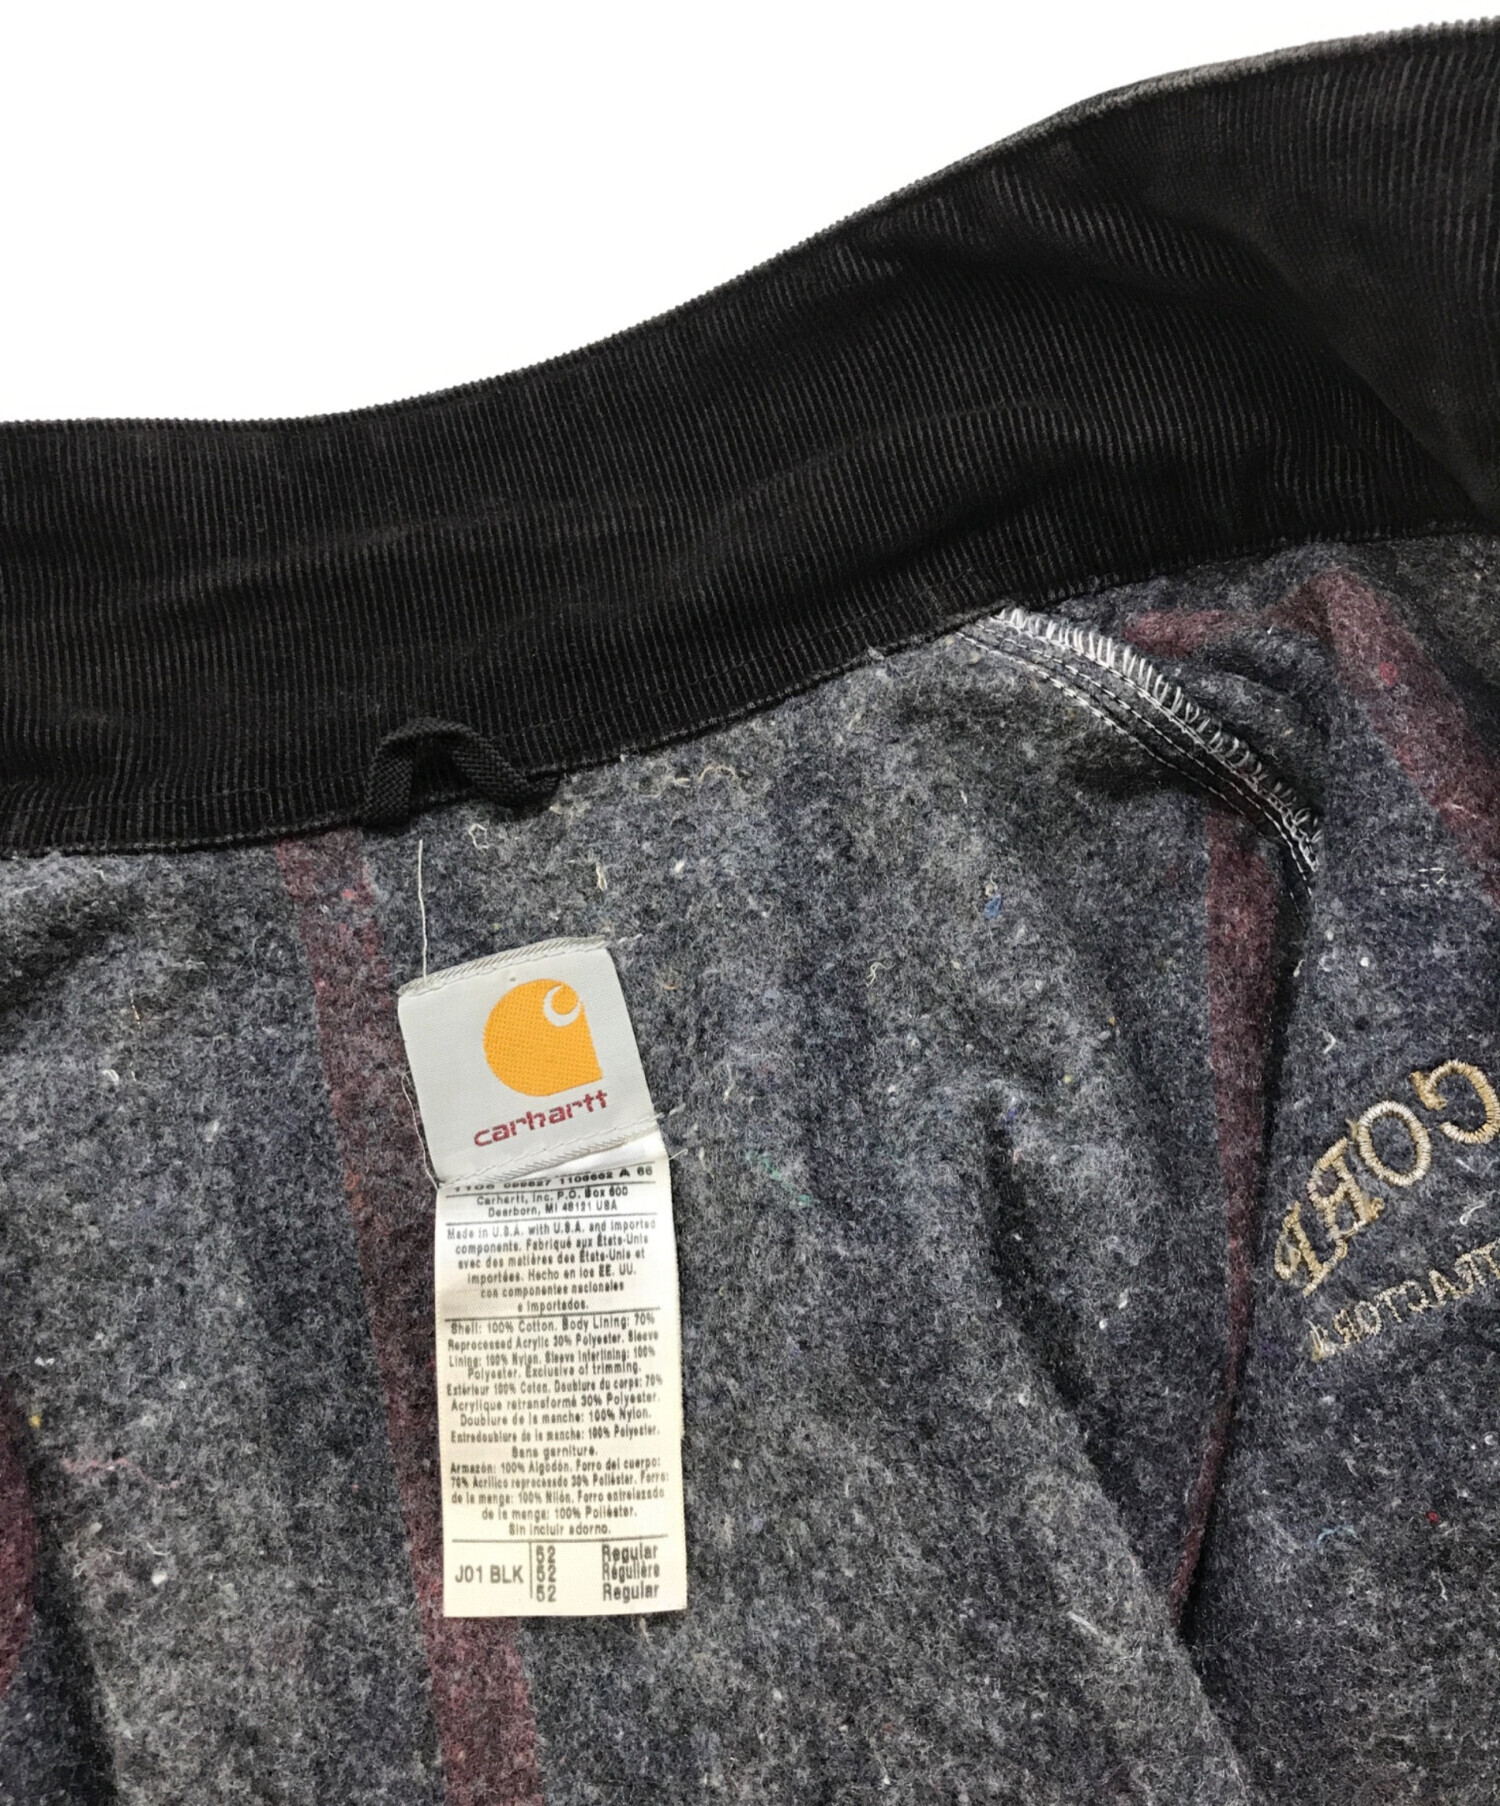 carhartt
1108 099827 1100602 A 66
Carhartt, Inc. P.O. Box 600
Dearborn, MI 48121 USA
Made in U.S.A. with U.S.A. and imported
components. Fabriqué aux États-Unis
avec des matières des États-Unis et
importées. Hecho en los EE. UU.
con componentes nacionales
e importados.
Shell: 100% Cotton. Body Lining: 70%
Reprocessed Acrylic 30% Polyester. Sleeve
Lining: 100% Nylon. Sleeve Interlining: 100%
Polyester. Exclusive of trimming.
Extérieur 100% Coton. Doublure du corps: 70%
Acrylique retransformé 30% Polyester.
Doublure de la manche: 100% Nylon.
Entredoublure de la manche: 100% Polyester.
Sans garniture.
Armazón: 100% Algodón. Forro del cuerpo:
70% Acrílico reprocesado 30% Poliéster. Forro
de la manga: 100% Nilón. Forro entrelazado
de la manga: 100% Poliéster.
Sin incluir adorno.
J01 BLK
52 Regular
52 Régulière
52 Regular